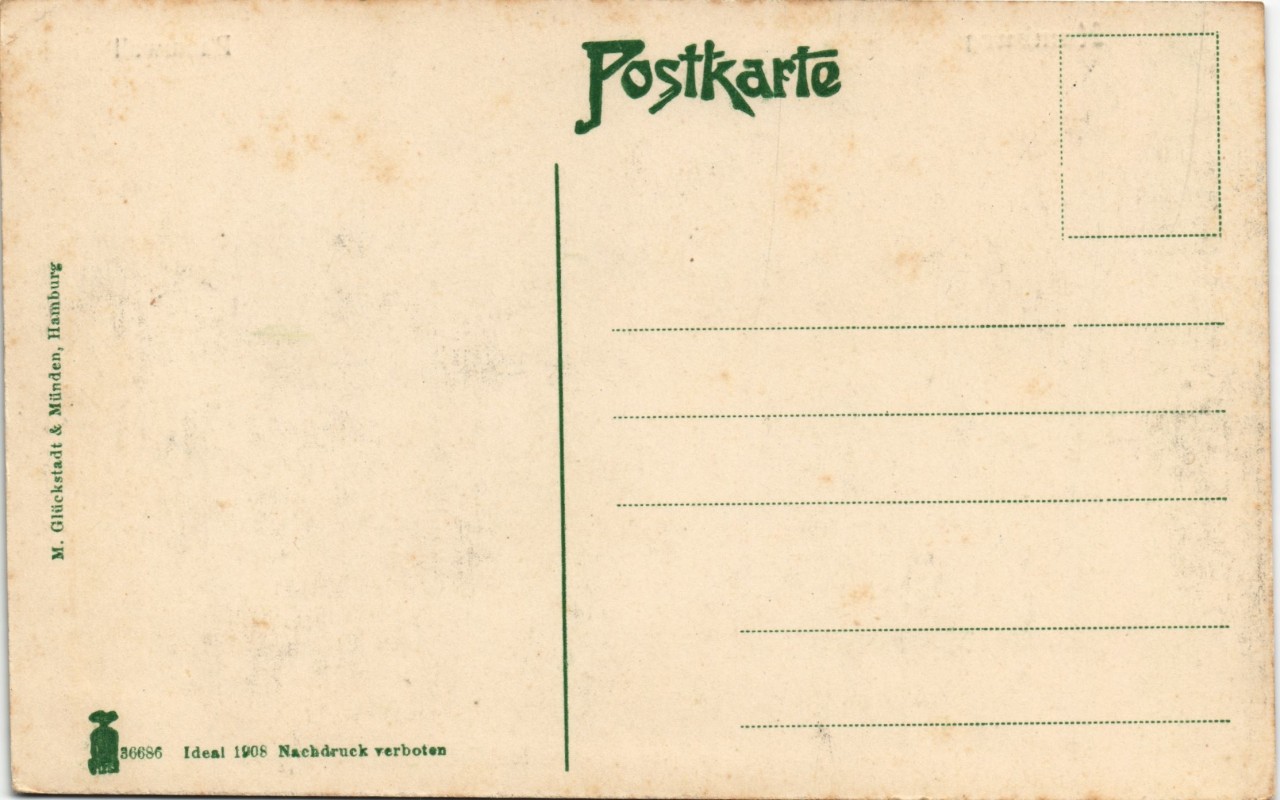 Postkarte
M. Glückstadt & Münden, Hamburg
36686 Ideal 1908 Nachdruck verboten